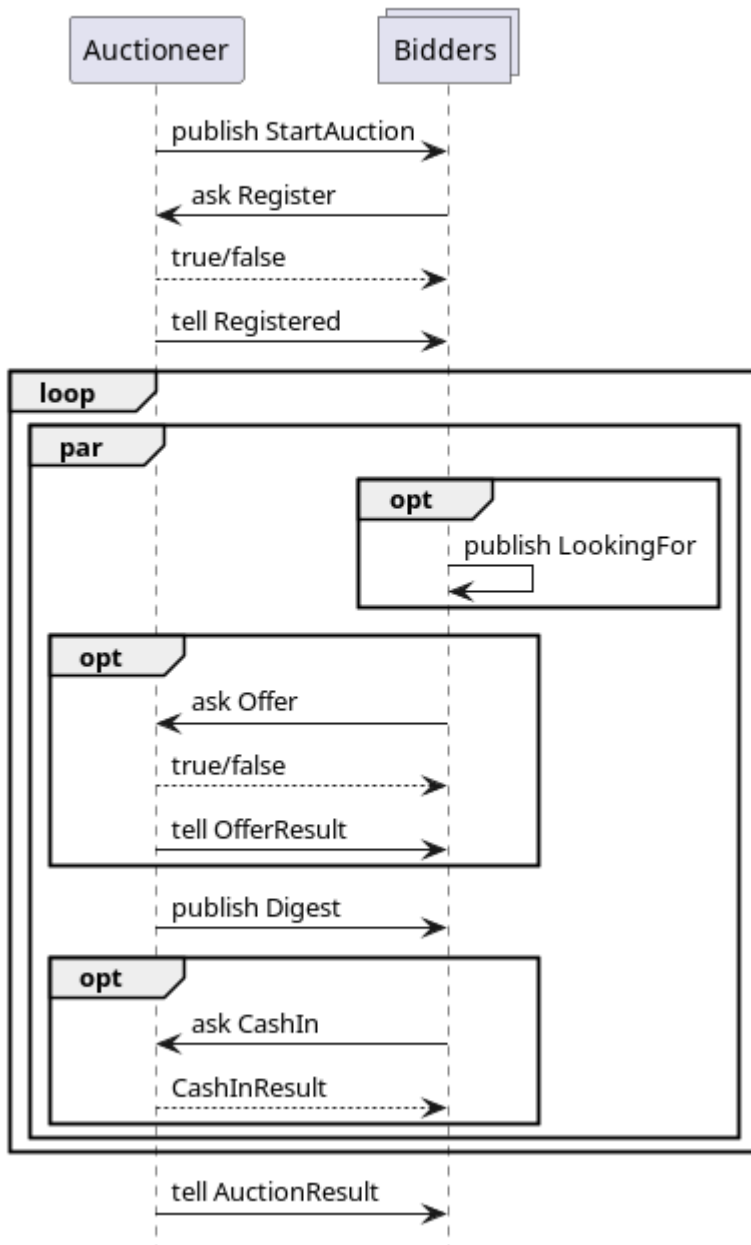 Auctioneer
Bidders
publish StartAuction
ask Register
true/false
tell Registered
loop
par
opt
publish LookingFor
opt
ask Offer
true/false
tell OfferResult
publish Digest
opt
ask CashIn
CashInResult
tell AuctionResult